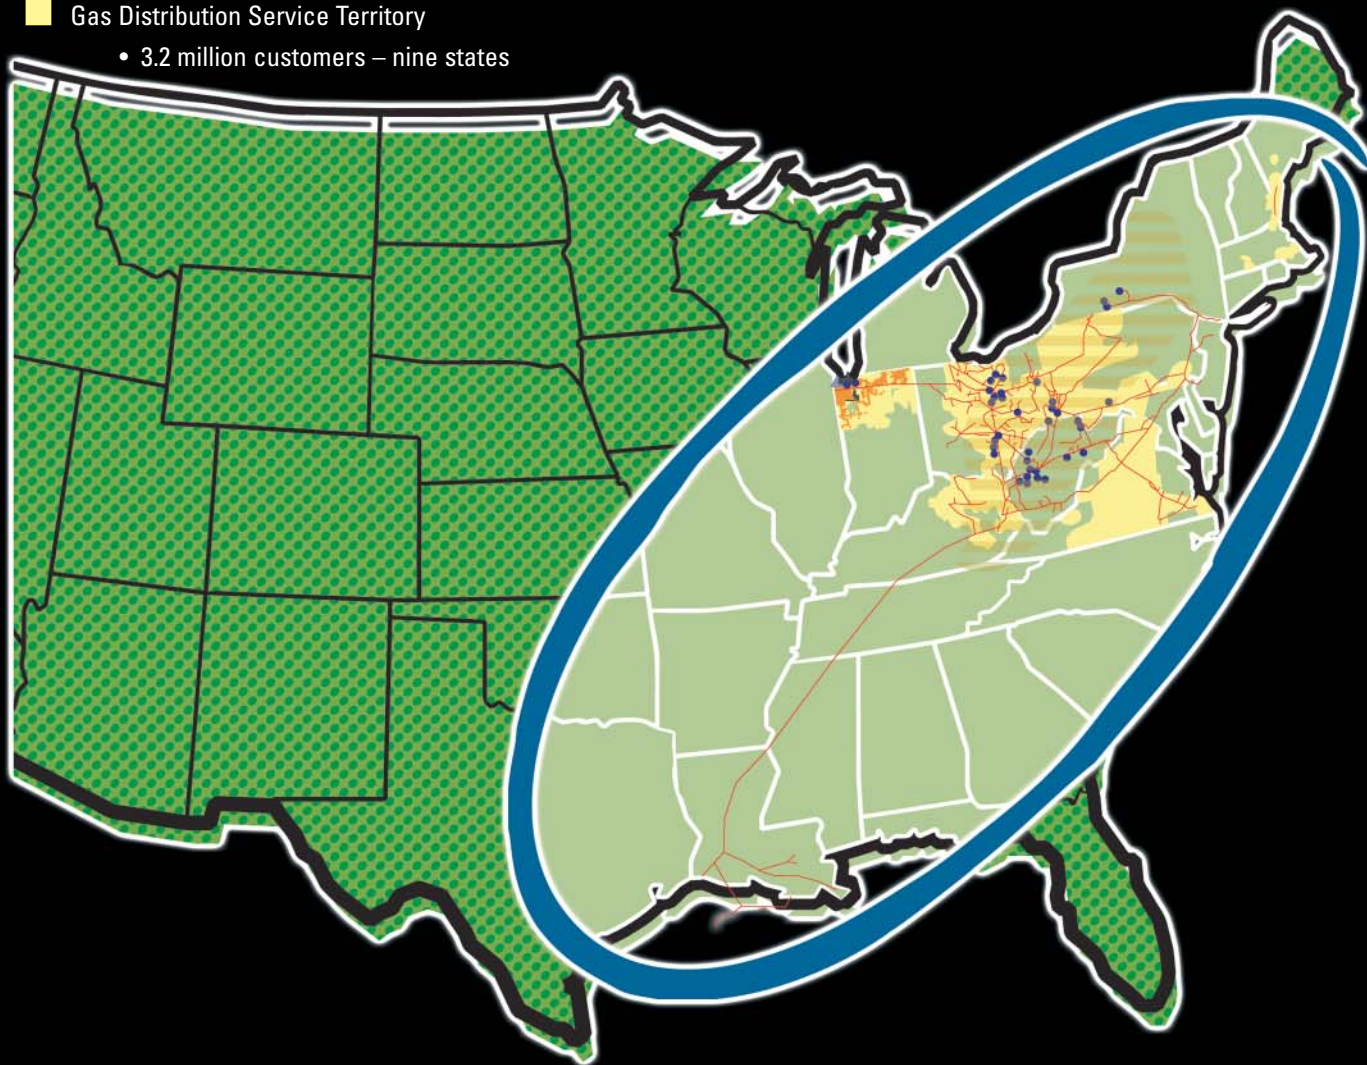 Gas Distribution Service Territory
• 3.2 million customers – nine states